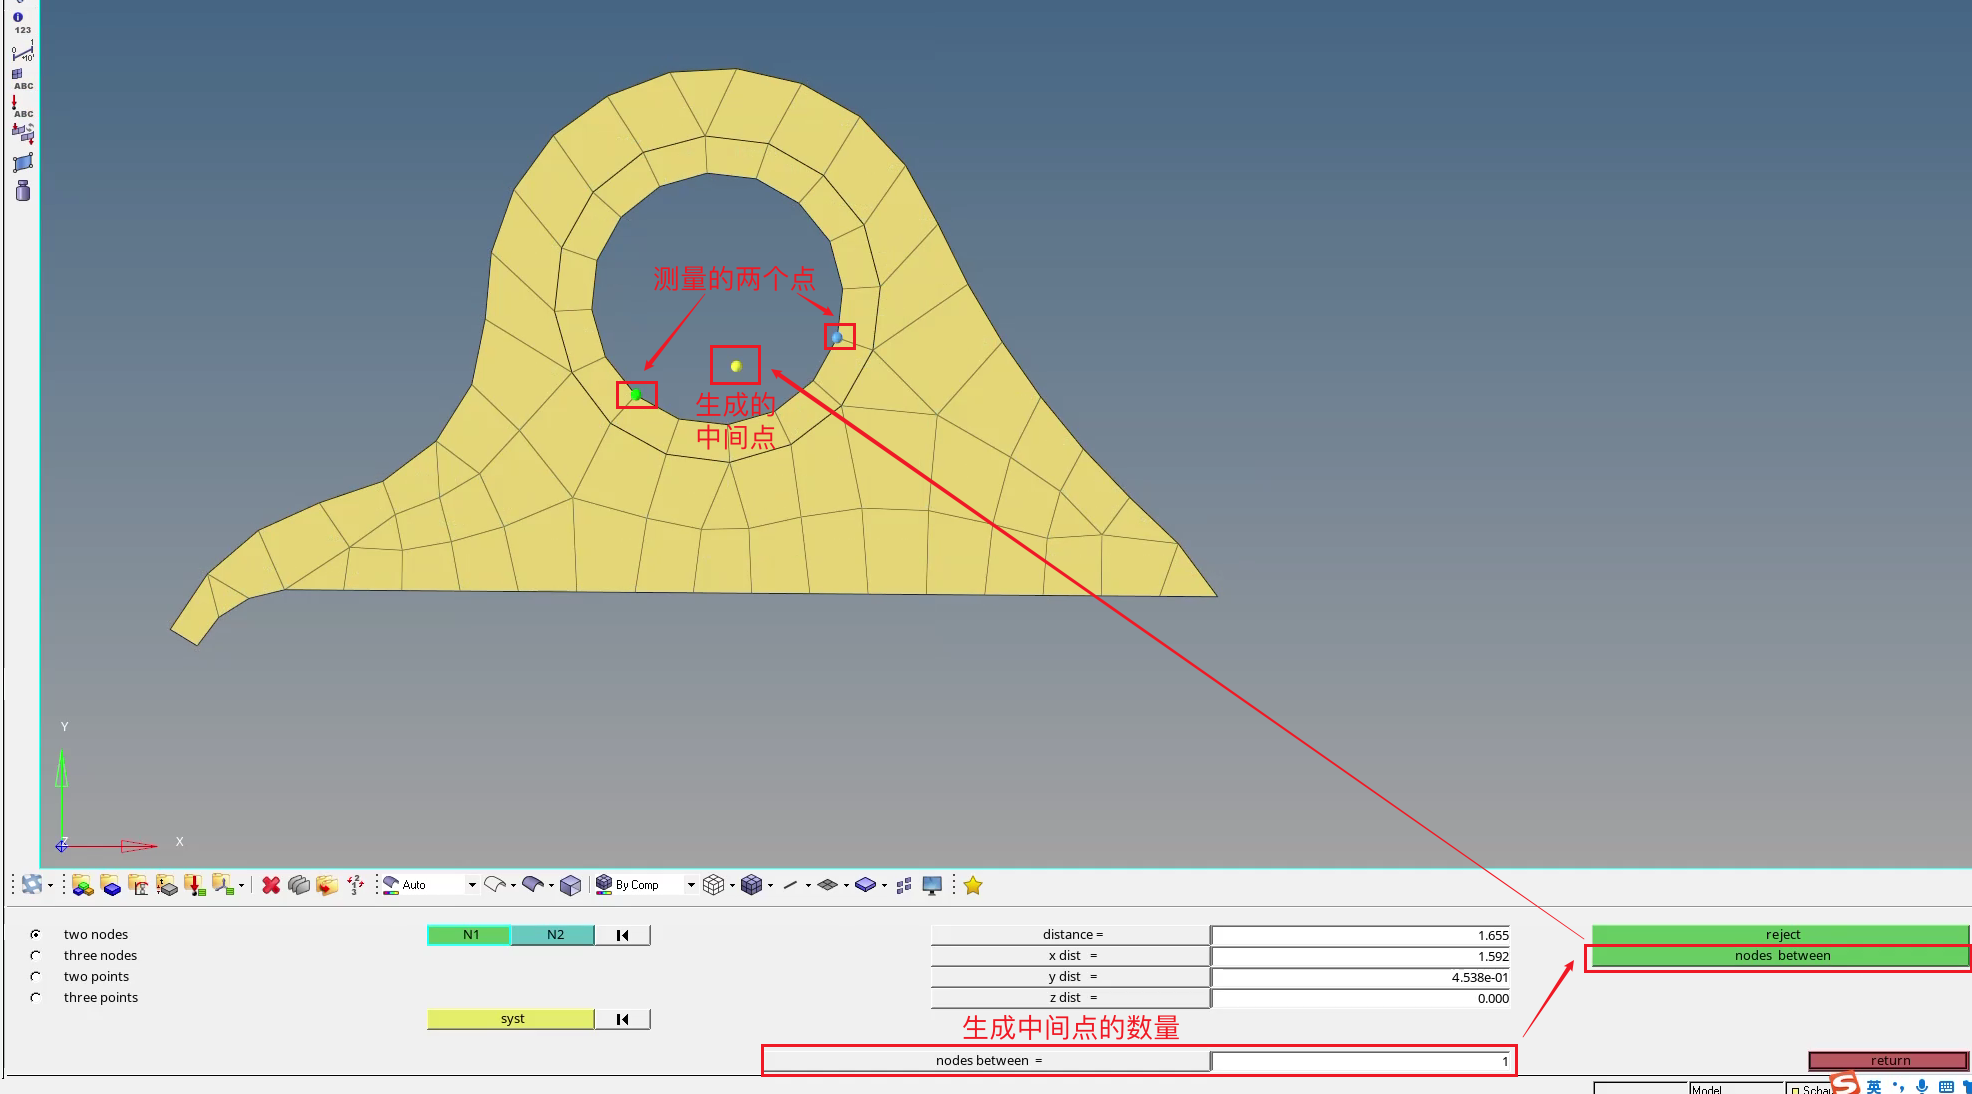 123
0
1
*10'
ABC
ABC
测量的两个点
生成的
中间点
Y
Z
X
Auto
By Comp
two nodes
three nodes
two points
three points
N1
N2
syst
distance =
1.655
x dist =
1.592
y dist =
4.538e-01
z dist =
0.000
生成中间点的数量
nodes between =
1
reject
nodes between
return
Model
英